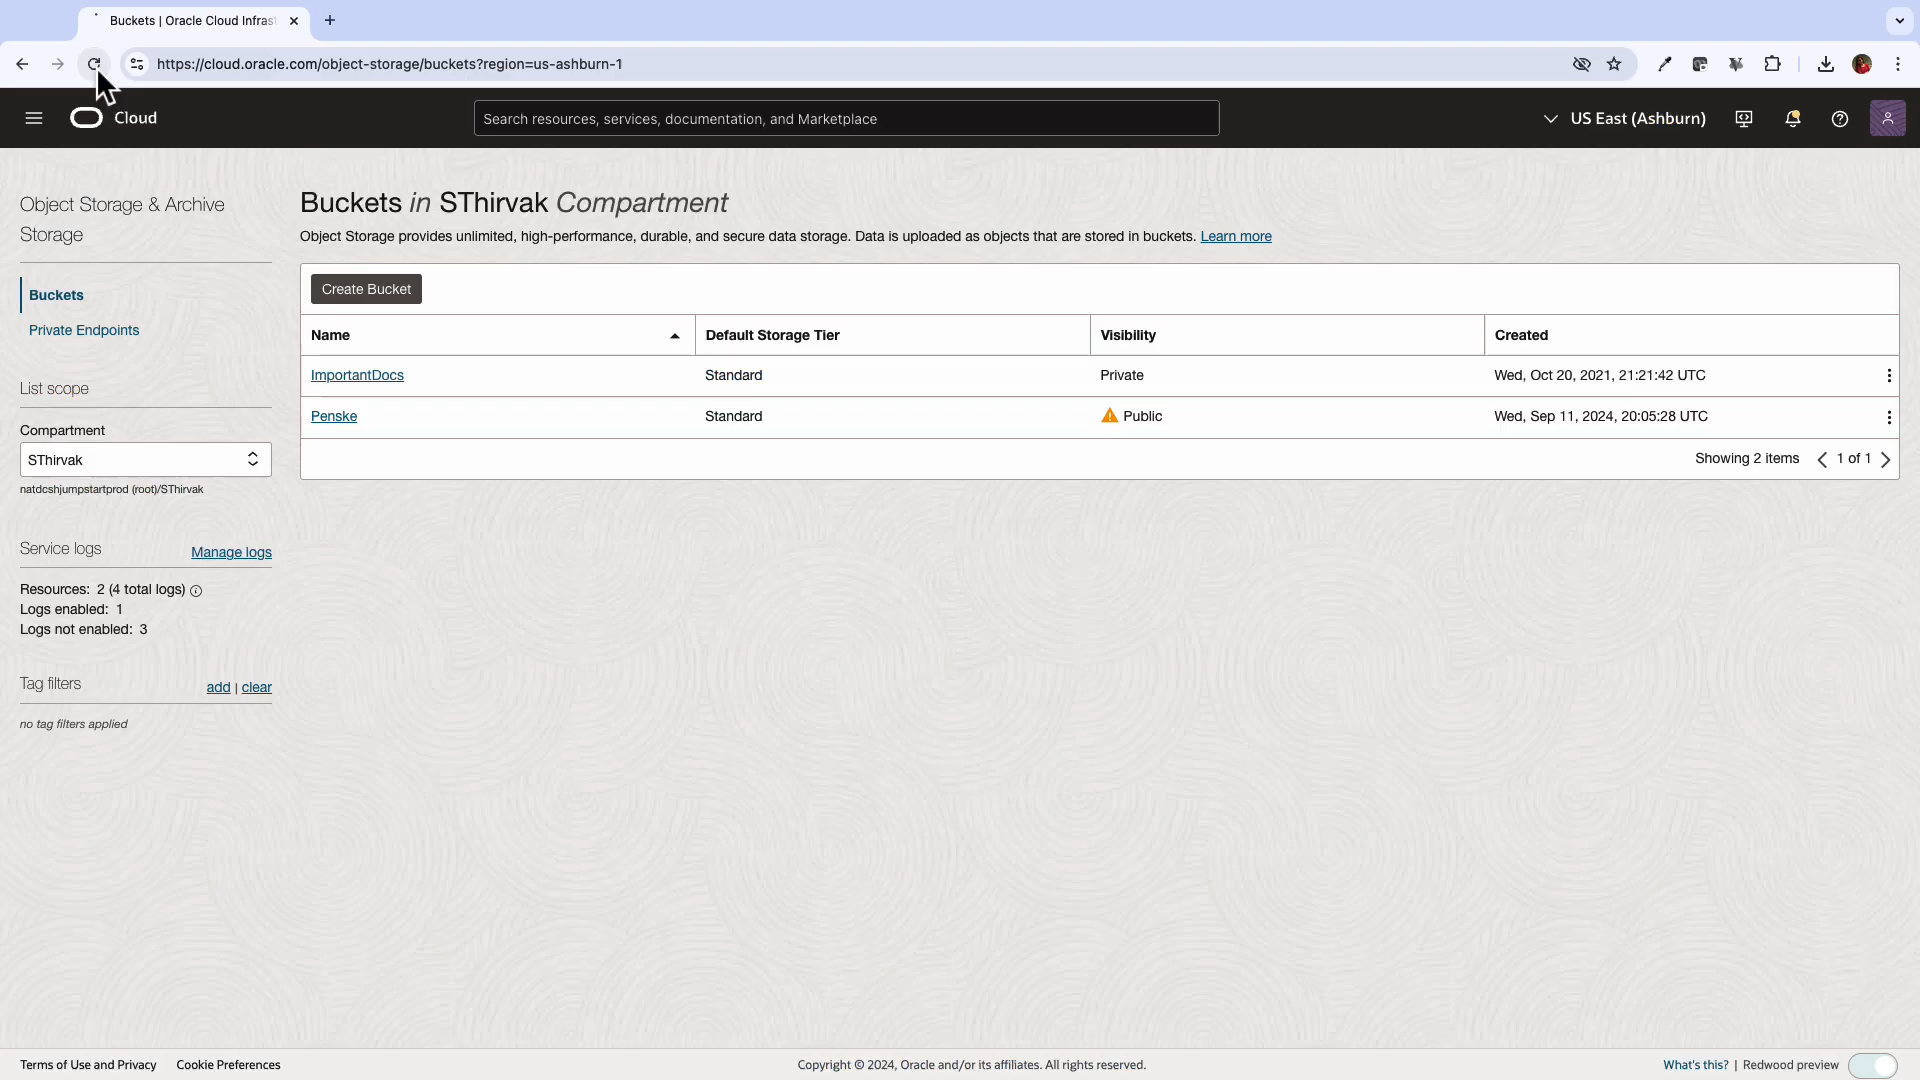 Buckets | Oracle Cloud Infras
https://cloud.oracle.com/object-storage/buckets?region=us-ashburn-1
Cloud
Search resources, services, documentation, and Marketplace
US East (Ashburn)
Object Storage & Archive
Storage
Buckets
Private Endpoints
List scope
Compartment
SThirvak
natdcshjumpstartprod (root)/SThirvak
Service logs
Manage logs
Resources: 2 (4 total logs)
Logs enabled: 1
Logs not enabled: 3
Tag filters
add | clear
no tag filters applied
Buckets in SThirvak Compartment
Object Storage provides unlimited, high-performance, durable, and secure data storage. Data is uploaded as objects that are stored in buckets. Learn more
Create Bucket
Name Default Storage Tier Visibility Created
ImportantDocs Standard Private Wed, Oct 20, 2021, 21:21:42 UTC
Penske Standard Public Wed, Sep 11, 2024, 20:05:28 UTC
Showing 2 items 1 of 1
Terms of Use and Privacy Cookie Preferences
Copyright © 2024, Oracle and/or its affiliates. All rights reserved.
What's this? | Redwood preview